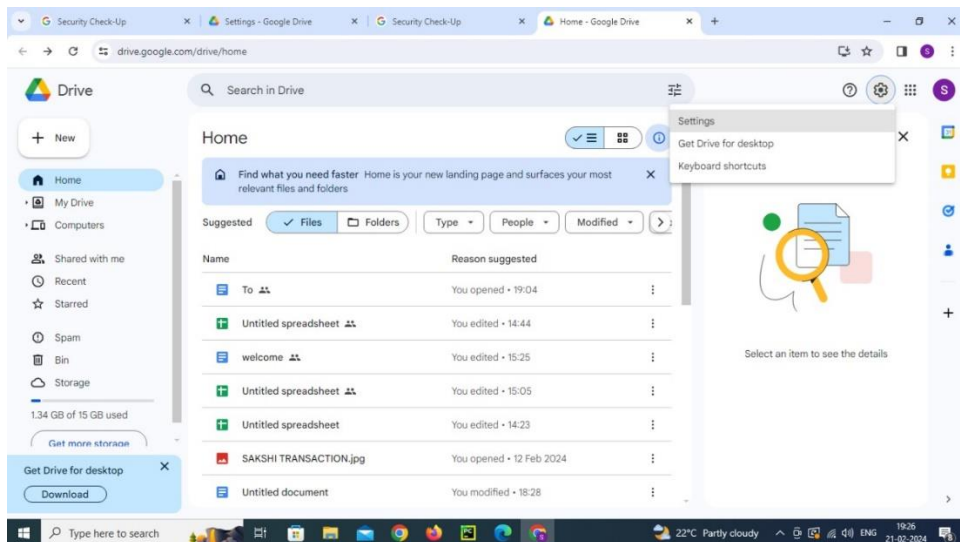 Security Check-Up
Settings - Google Drive
Security Check-Up
Home - Google Drive
drive.google.com/drive/home
S
Drive
Search in Drive
S
Settings
Get Drive for desktop
Keyboard shortcuts
New
Home
My Drive
Computers
Shared with me
Recent
Starred
Spam
Bin
Storage
1.34 GB of 15 GB used
Get more storage
Get Drive for desktop
Download
Home
Find what you need faster Home is your new landing page and surfaces your most
relevant files and folders
Suggested Files Folders Type People Modified
Name Reason suggested
To You opened • 19:04
Untitled spreadsheet You edited • 14:44
welcome You edited • 15:25
Untitled spreadsheet You edited • 15:05
Untitled spreadsheet You edited • 14:23
SAKSHI TRANSACTION.jpg You opened • 12 Feb 2024
Untitled document You modified • 18:28
Select an item to see the details
Type here to search
22°C Partly cloudy
ENG
19:26
21-02-2024